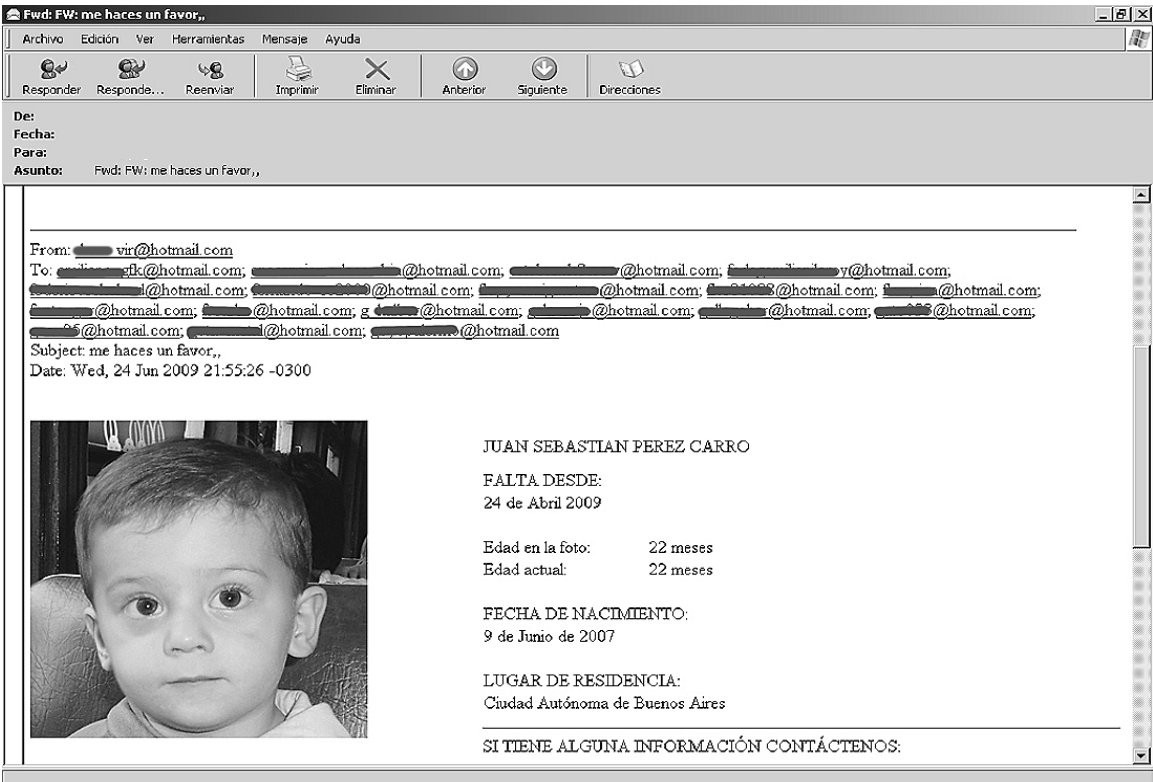 Fwd: FW: me haces un favor,,
Archivo Edición Ver Herramientas Mensaje Ayuda
Responder Responde... Reenviar Imprimir Eliminar Anterior Siguiente Direcciones
De:
Fecha:
Para:
Asunto: Fwd: FW: me haces un favor,,
From: vir@hotmail.com
To: gfk@hotmail.com; @hotmail.com; @hotmail.com; y@hotmail.com;
l@hotmail.com; @hotmail.com; @hotmail.com; @hotmail.com; @hotmail.com;
@hotmail.com; @hotmail.com; g @hotmail.com; @hotmail.com; @hotmail.com; @hotmail.com;
@hotmail.com; @hotmail.com; @hotmail.com
Subject: me haces un favor,,
Date: Wed, 24 Jun 2009 21:55:26 -0300
JUAN SEBASTIAN PEREZ CARRO
FALTA DESDE:
24 de Abril 2009
Edad en la foto: 22 meses
Edad actual: 22 meses
FECHA DE NACIMIENTO:
9 de Junio de 2007
LUGAR DE RESIDENCIA:
Ciudad Autónoma de Buenos Aires
SI TIENE ALGUNA INFORMACIÓN CONTÁCTENOS: